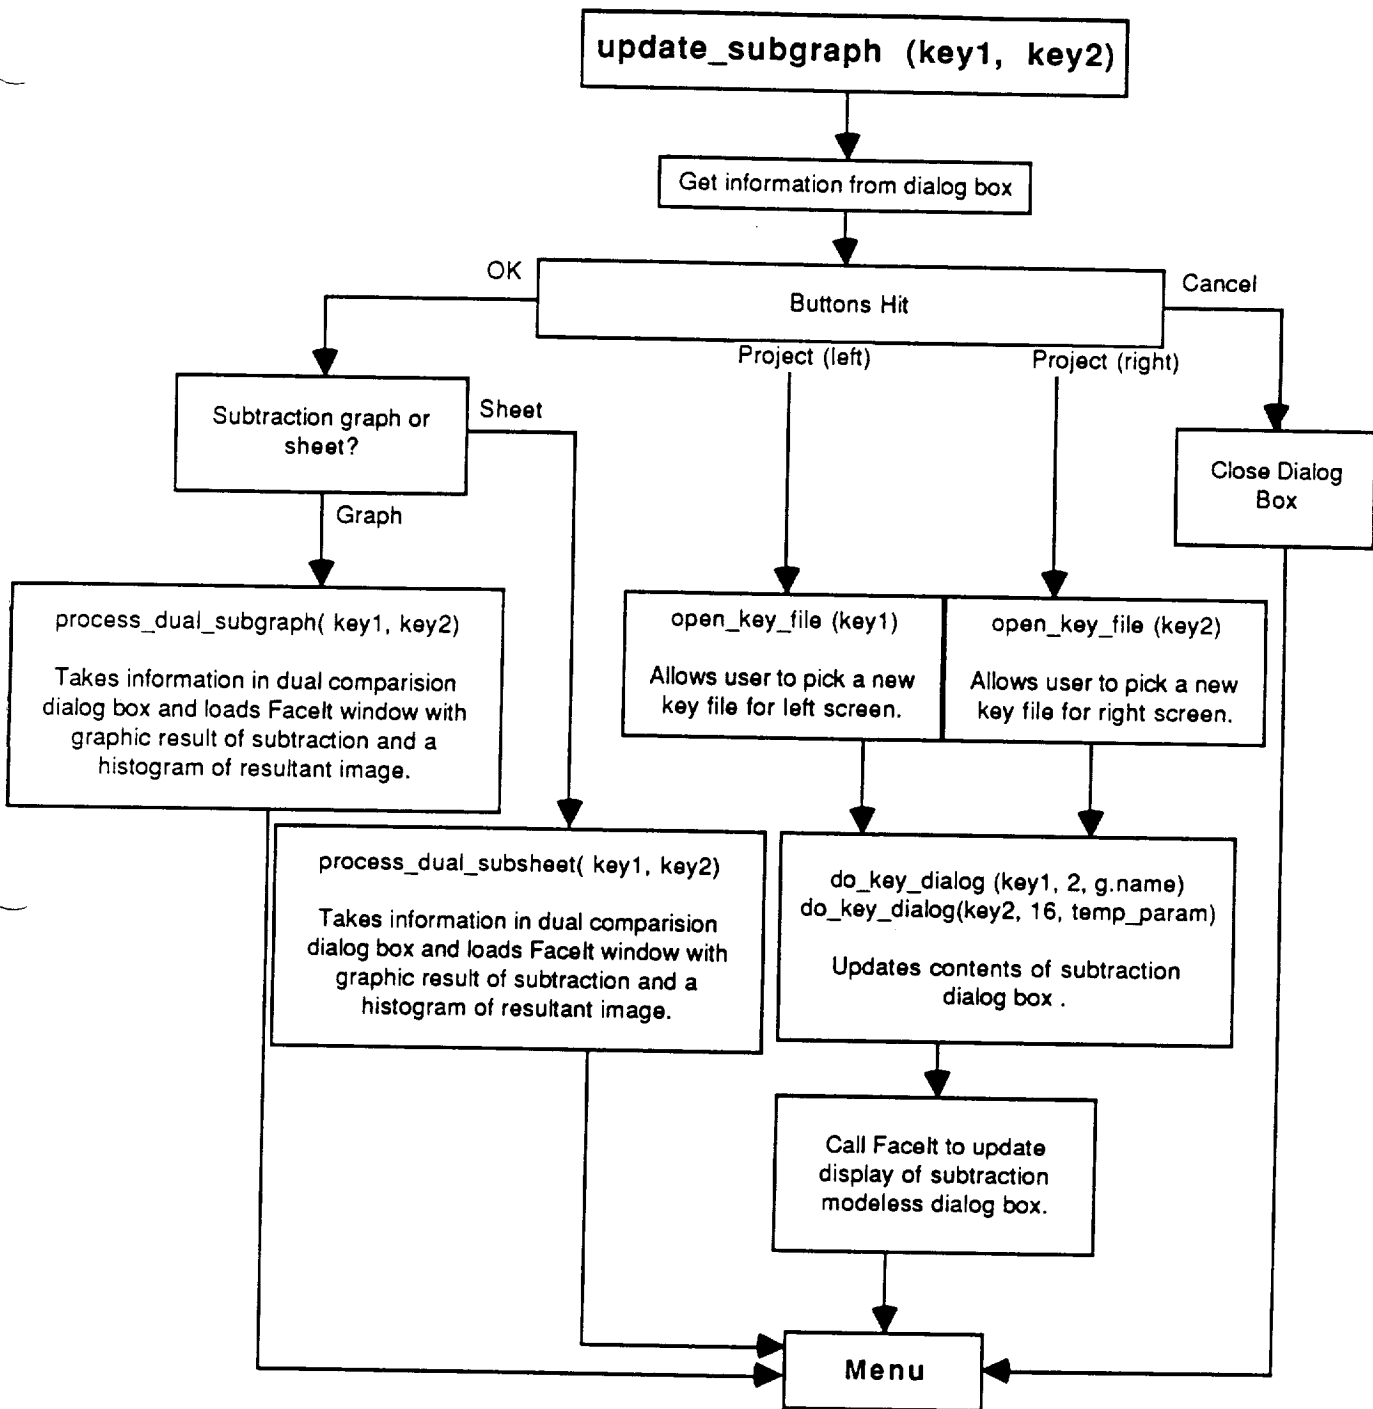 update_subgraph (key1, key2)
Get information from dialog box
OK
Buttons Hit
Cancel
Project (left)
Project (right)
Subtraction graph or
sheet?
Sheet
Graph
Close Dialog
Box
process_dual_subgraph( key1, key2)
Takes information in dual comparision
dialog box and loads FaceIt window with
graphic result of subtraction and a
histogram of resultant image.
open_key_file (key1)
Allows user to pick a new
key file for left screen.
open_key_file (key2)
Allows user to pick a new
key file for right screen.
process_dual_subsheet( key1, key2)
Takes information in dual comparision
dialog box and loads FaceIt window with
graphic result of subtraction and a
histogram of resultant image.
do_key_dialog (key1, 2, g.name)
do_key_dialog(key2, 16, temp_param)
Updates contents of subtraction
dialog box .
Call FaceIt to update
display of subtraction
modeless dialog box.
Menu